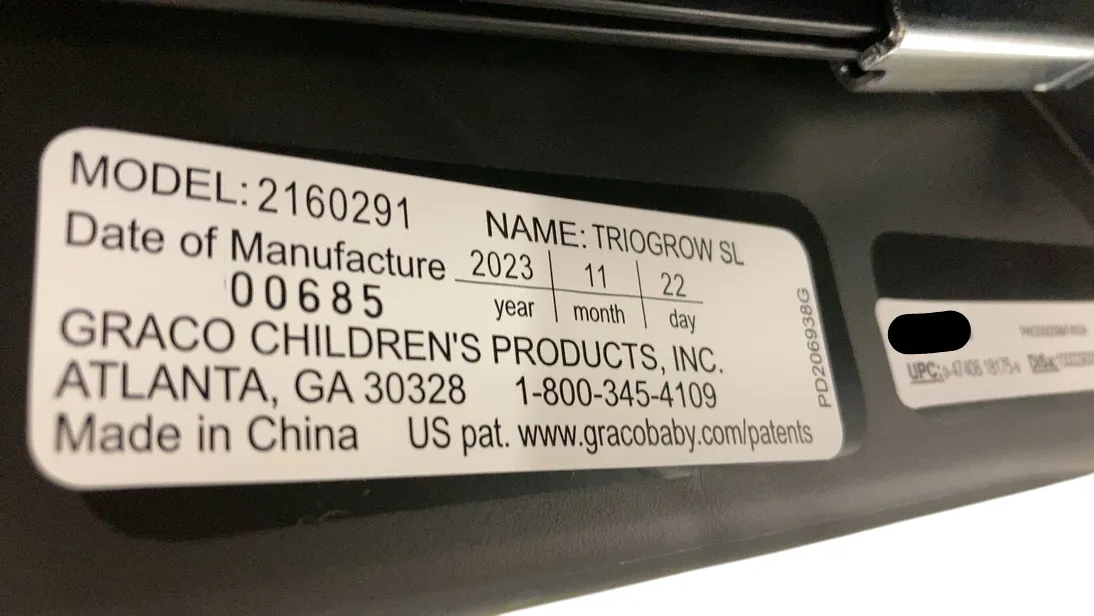 MODEL: 2160291 NAME: TRIOGROW SL
Date of Manufacture 2023 11 22
year month day
00685
GRACO CHILDREN'S PRODUCTS, INC.
ATLANTA, GA 30328 1-800-345-4109
Made in China US pat. www.gracobaby.com/patents
PD206938G
UPC: